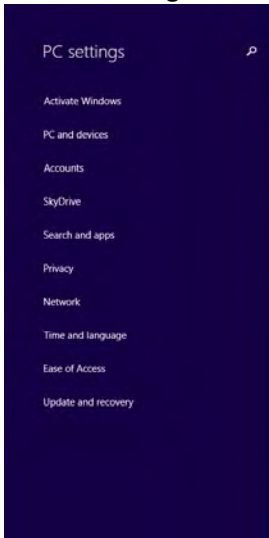 PC settings
Activate Windows
PC and devices
Accounts
SkyDrive
Search and apps
Privacy
Network
Time and language
Ease of Access
Update and recovery